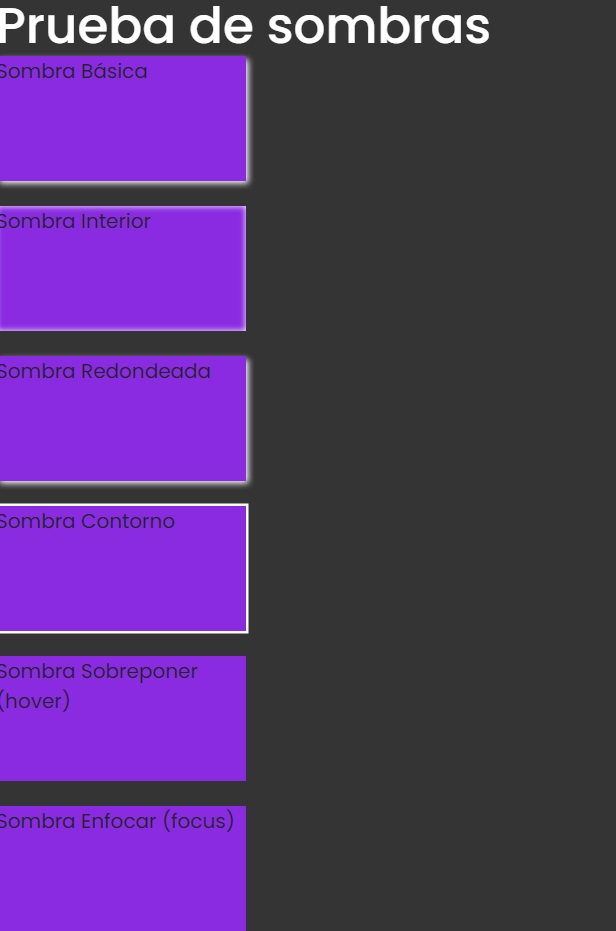 Prueba de sombras
Sombra Básica
Sombra Interior
Sombra Redondeada
Sombra Contorno
Sombra Sobreponer
(hover)
Sombra Enfocar (focus)